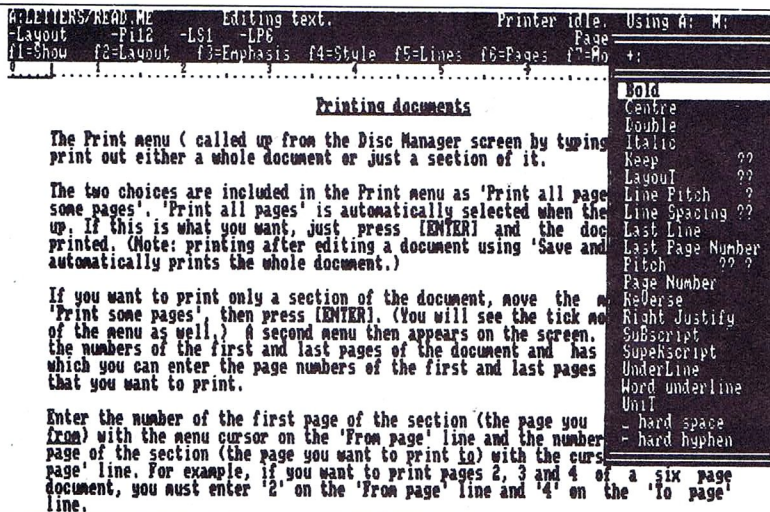 A:LETTERS/READ.ME Editing text. Printer idle. Using A: M:
-Layout -Pi12 -LS1 -LP6 Page
f1=Show f2=Layout f3=Emphasis f4=Style f5=Lines f6=Pages f7=Mo
+:
Bold
Centre
Double
Italic
Keep ??
LayouT ??
Line Pitch ?
Line Spacing ??
Last Line
Last Page Number
Pitch ?? ?
Page Number
ReVerse
Right Justify
SuBscript
SupeRscript
UnderLine
Word underline
UniT
- hard space
- hard hyphen
Printing documents
The Print menu ( called up from the Disc Manager screen by typing
print out either a whole document or just a section of it.
The two choices are included in the Print menu as 'Print all page
some pages'. 'Print all pages' is automatically selected when the
up. If this is what you want, just press [ENTER] and the doc
printed. (Note: printing after editing a document using 'Save and
automatically prints the whole document.)
If you want to print only a section of the document, move the m
'Print some pages', then press [ENTER]. (You will see the tick mo
of the menu as well.) A second menu then appears on the screen.
the numbers of the first and last pages of the document and has
which you can enter the page numbers of the first and last pages
that you want to print.
Enter the number of the first page of the section (the page you
from) with the menu cursor on the 'From page' line and the number
page of the section (the page you want to print to) with the curs
page' line. For example, if you want to print pages 2, 3 and 4 of a six page
document, you must enter '2' on the 'From page' line and '4' on the 'To page'
line.